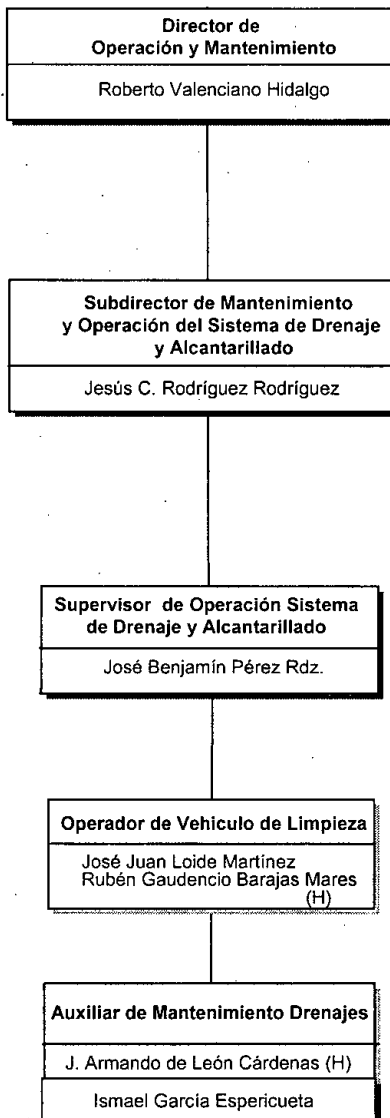 Director de
Operación y Mantenimiento
Roberto Valenciano Hidalgo
Subdirector de Mantenimiento
y Operación del Sistema de Drenaje
y Alcantarillado
Jesús C. Rodríguez Rodríguez
Supervisor de Operación Sistema
de Drenaje y Alcantarillado
José Benjamín Pérez Rdz.
Operador de Vehiculo de Limpieza
José Juan Loide Martínez
Rubén Gaudencio Barajas Mares
(H)
Auxiliar de Mantenimiento Drenajes
J. Armando de León Cárdenas (H)
Ismael García Espericueta